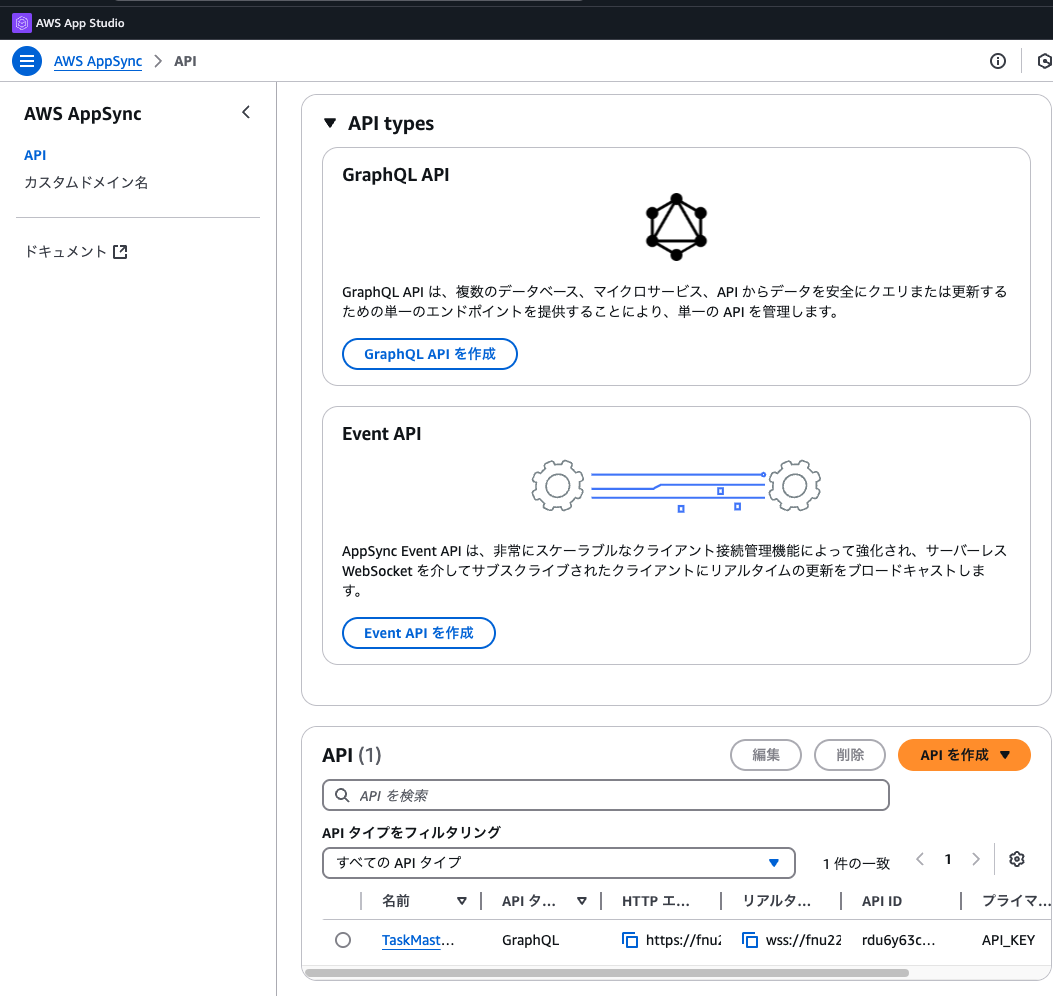 AWS App Studio
AWS AppSync > API
AWS AppSync
API
カスタムドメイン名
ドキュメント
API types
GraphQL API
GraphQL API は、複数のデータベース、マイクロサービス、API からデータを安全にクエリまたは更新する
ための単一のエンドポイントを提供することにより、単一の API を管理します。
GraphQL API を作成
Event API
AppSync Event API は、非常にスケーラブルなクライアント接続管理機能によって強化され、サーバーレス
WebSocket を介してサブスクライブされたクライアントにリアルタイムの更新をブロードキャストしま
す。
Event API を作成
API (1)
編集
削除
API を作成
API を検索
API タイプをフィルタリング
すべての API タイプ
1 件の一致
1
名前 API タ... HTTP エ... リアルタ... API ID プライマ...
TaskMast... GraphQL https://fnu2 wss://fnu22 rdu6y63c... API_KEY